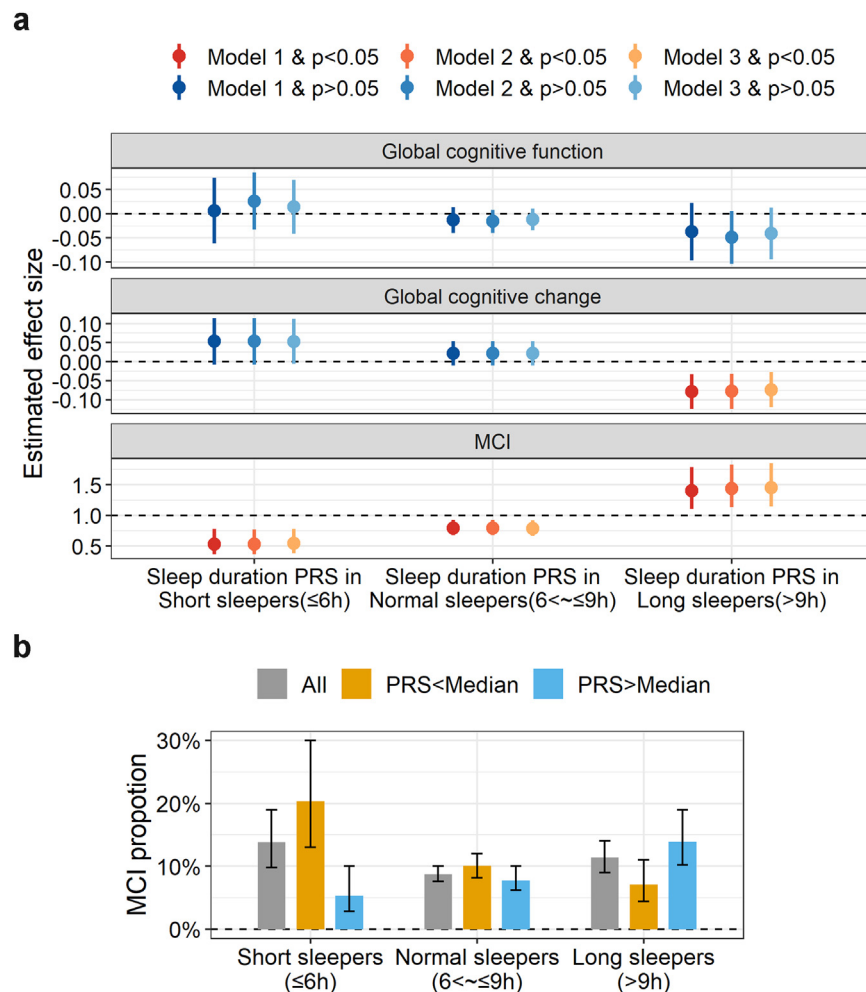 a
Model 1 & p<0.05 Model 2 & p<0.05 Model 3 & p<0.05
Model 1 & p>0.05 Model 2 & p>0.05 Model 3 & p>0.05
Estimated effect size
Global cognitive function
0.05
0.00
-0.05
-0.10
Global cognitive change
0.10
0.05
0.00
-0.05
-0.10
MCI
1.5
1.0
0.5
Sleep duration PRS in Sleep duration PRS in Sleep duration PRS in
Short sleepers(≤6h) Normal sleepers(6<~≤9h) Long sleepers(>9h)
b
All PRS<Median PRS>Median
MCI propotion
30%
20%
10%
0%
Short sleepers Normal sleepers Long sleepers
(≤6h) (6<~≤9h) (>9h)